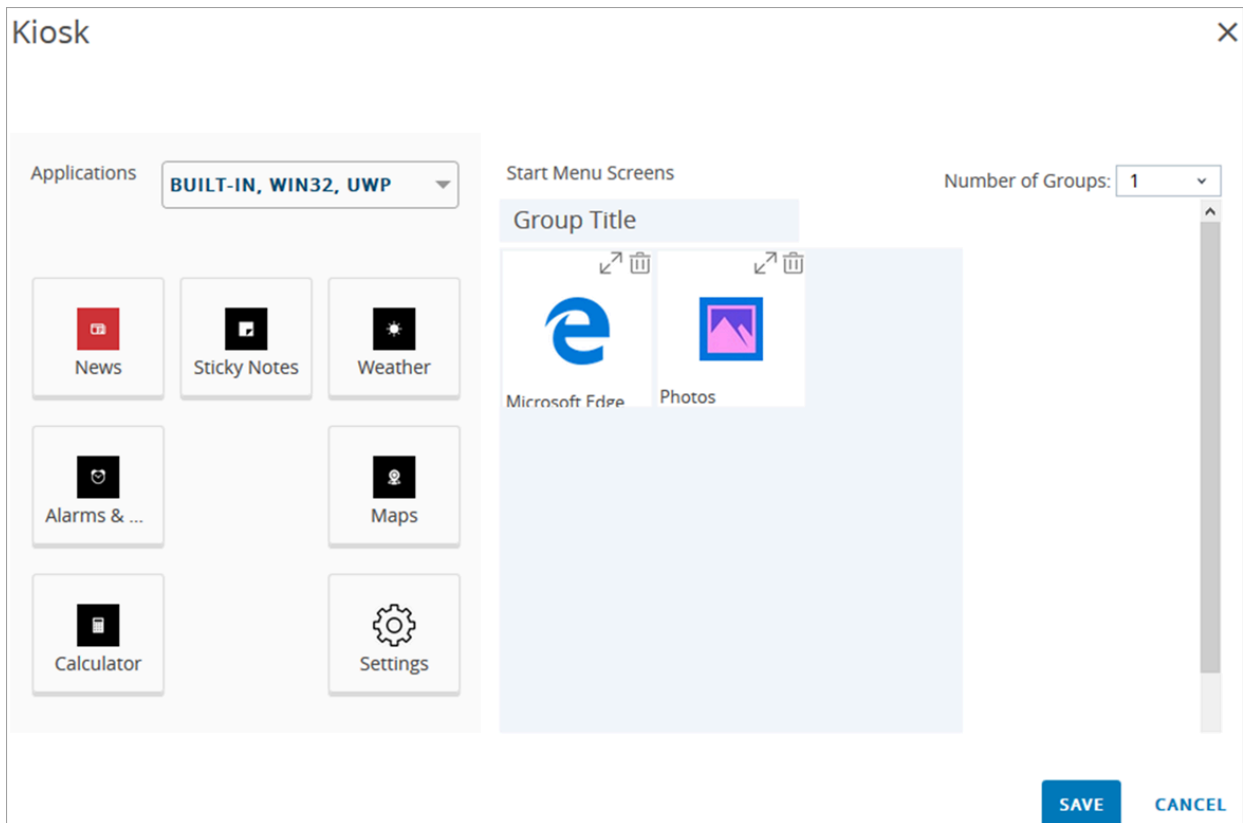 Kiosk
Applications
BUILT-IN, WIN32, UWP
News
Sticky Notes
Weather
Alarms & ...
Maps
Calculator
Settings
Start Menu Screens
Number of Groups: 1
Group Title
Microsoft Edge
Photos
SAVE
CANCEL